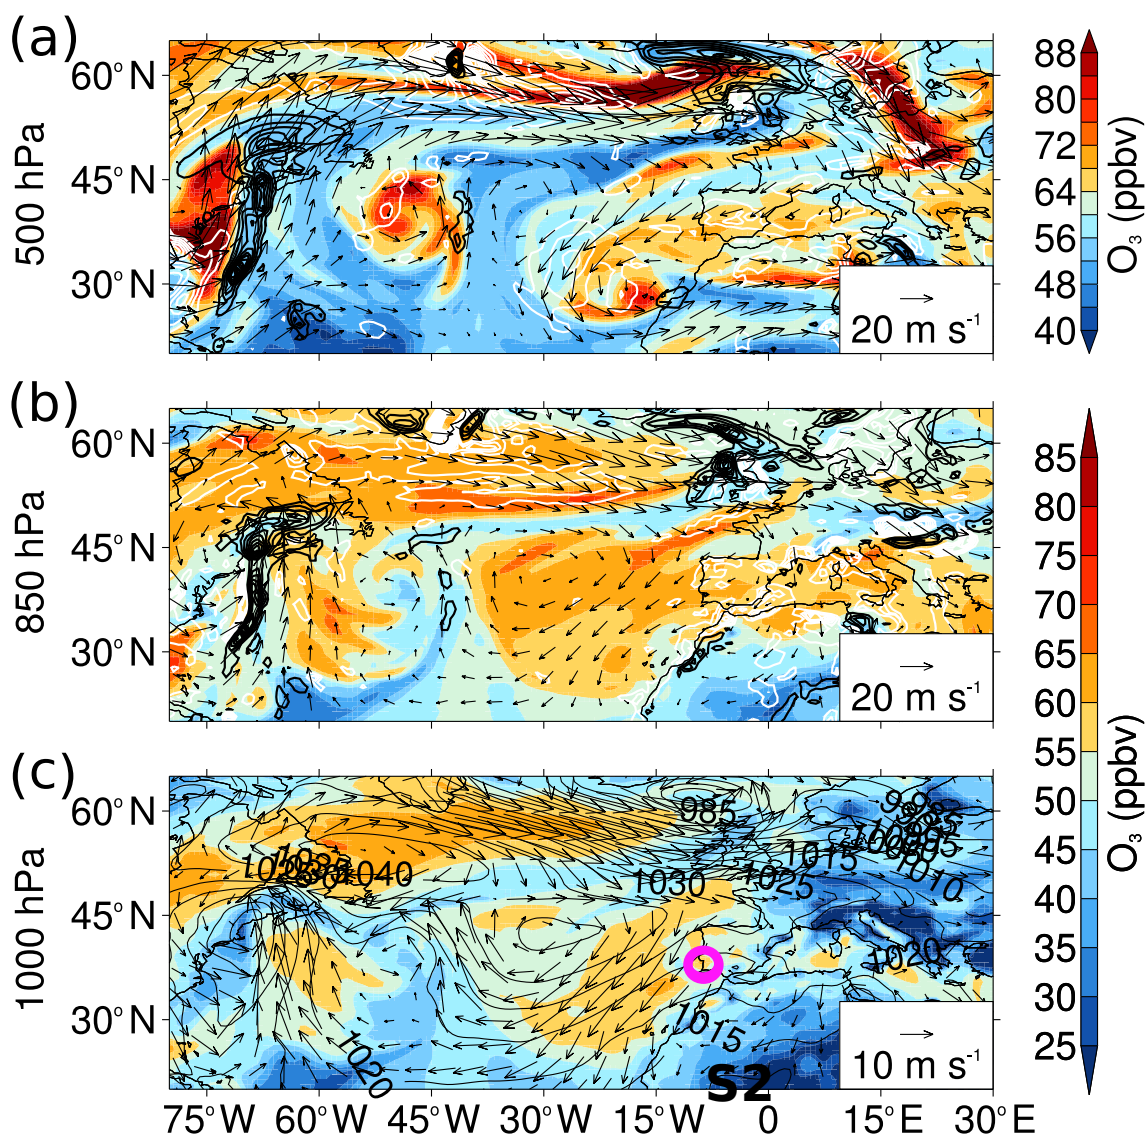 (a)
60° N
45° N
30° N
500 hPa
20 m s⁻¹
88
80
72
64
56
48
40
O₃ (ppbv)
(b)
60° N
45° N
30° N
850 hPa
20 m s⁻¹
(c)
60° N
45° N
30° N
1000 hPa
985
1040
1030
1015
1025
1010
1020
1015
1020
L
S2
10 m s⁻¹
75° W
60° W
45° W
30° W
15° W
0
15° E
30° E
85
80
75
70
65
60
55
50
45
40
35
30
25
O₃ (ppbv)